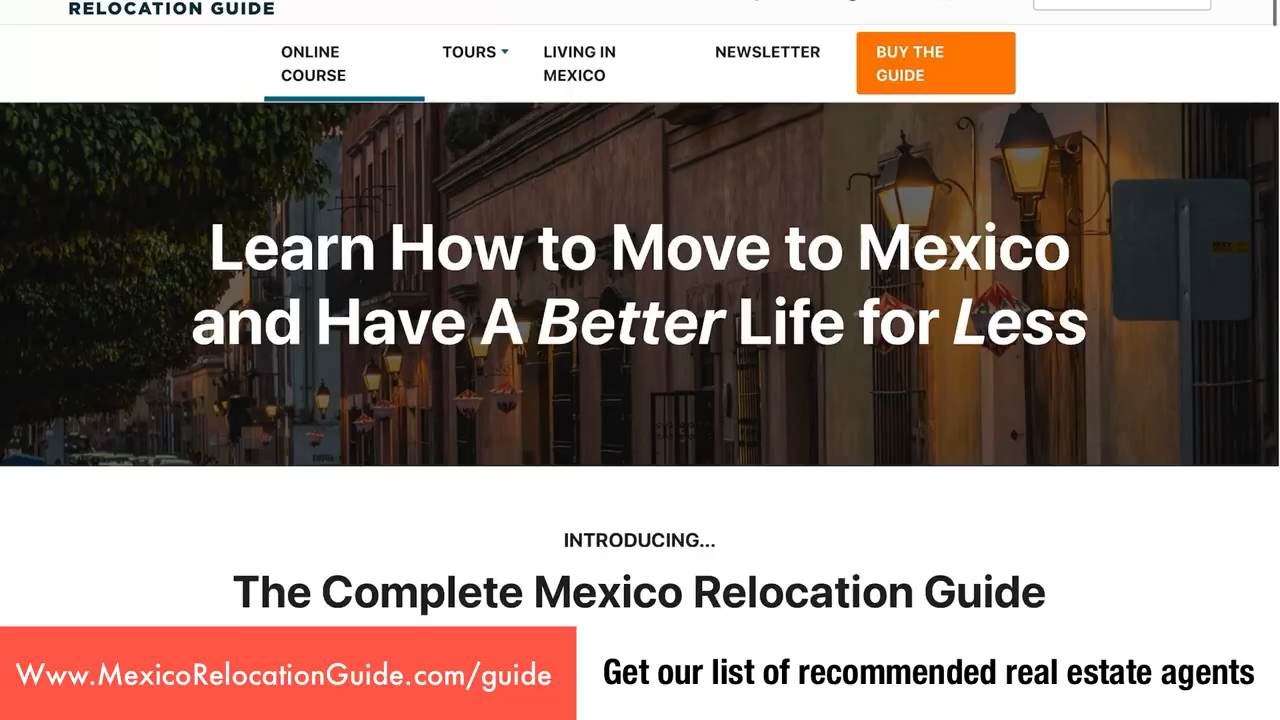 RELOCATION GUIDE
ONLINE COURSE
TOURS
LIVING IN MEXICO
NEWSLETTER
BUY THE GUIDE
Learn How to Move to Mexico
and Have A Better Life for Less
INTRODUCING...
The Complete Mexico Relocation Guide
Www.MexicoRelocationGuide.com/guide
Get our list of recommended real estate agents